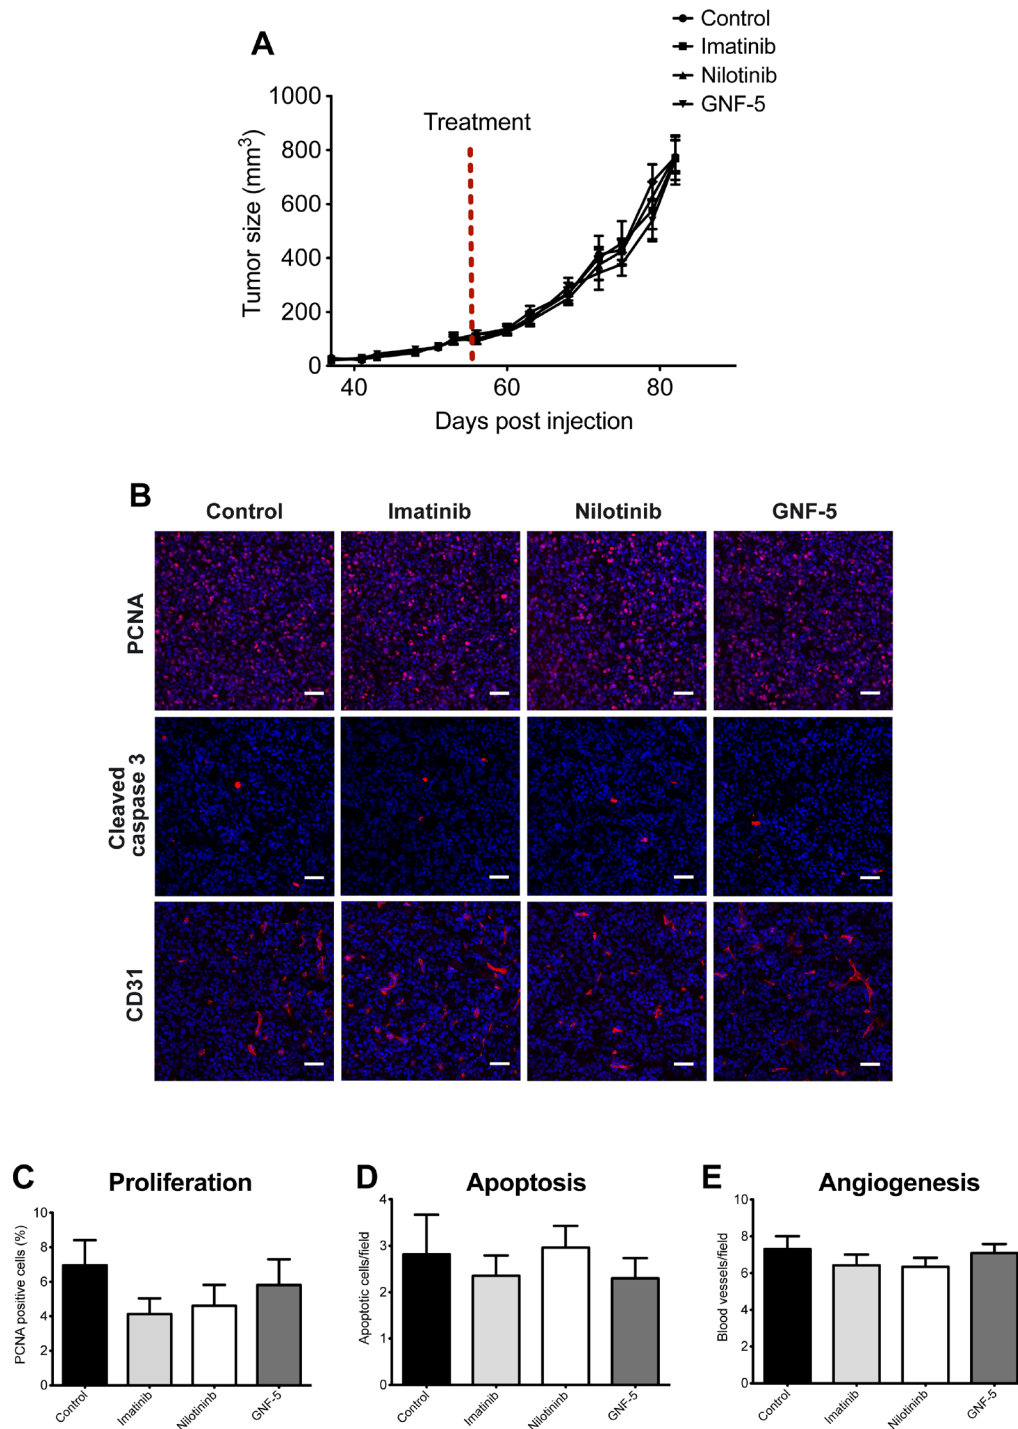 A
Control
Imatinib
Nilotinib
GNF-5
Treatment
Tumor size (mm³)
1000
800
600
400
200
0
40
60
80
Days post injection
B
Control
Imatinib
Nilotinib
GNF-5
PCNA
Cleaved
caspase 3
CD31
C
Proliferation
PCNA positive cells (%)
10
8
6
4
2
0
Control
Imatinib
Nilotininb
GNF-5
D
Apoptosis
Apoptotic cells/field
4
3
2
1
0
Control
Imatinib
Nilotininb
GNF-5
E
Angiogenesis
Blood vessels/field
10
8
6
4
2
0
Control
Imatinib
Nilotininb
GNF-5